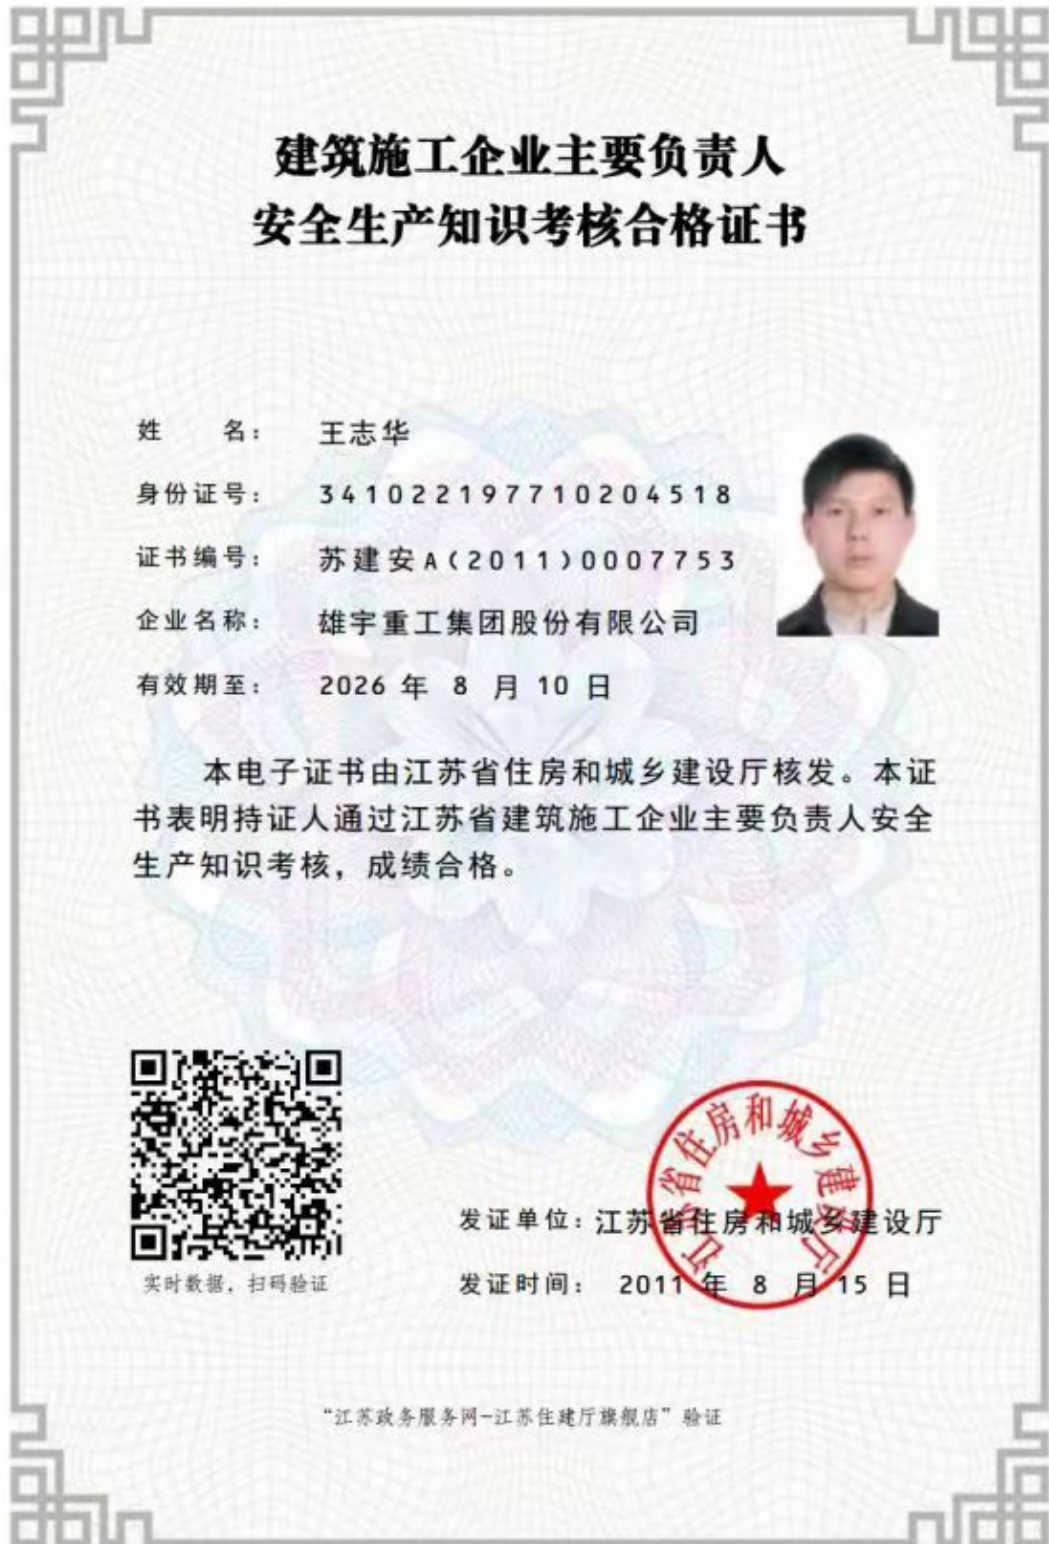 建筑施工企业主要负责人
安全生产知识考核合格证书
姓 名： 王志华
身份证号： 341022197710204518
证书编号： 苏建安A(2011)0007753
企业名称： 雄宇重工集团股份有限公司
有效期至： 2026 年 8 月 10 日
本电子证书由江苏省住房和城乡建设厅核发。本证
书表明持证人通过江苏省建筑施工企业主要负责人安全
生产知识考核，成绩合格。
江苏省住房和城乡建设厅
发证单位：江苏省住房和城乡建设厅
实时数据，扫码验证
发证时间： 2011 年 8 月 15 日
“江苏政务服务网-江苏住建厅旗舰店”验证